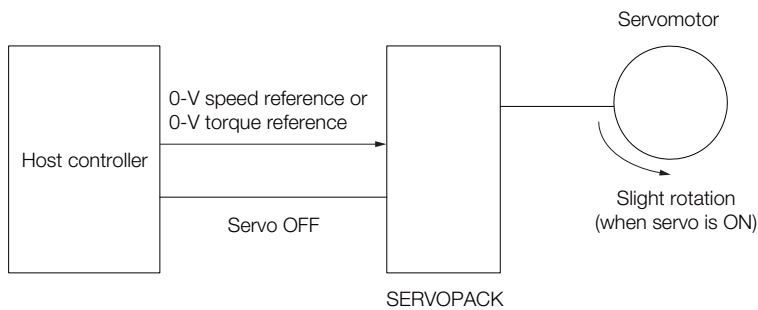 Servomotor
0-V speed reference or
0-V torque reference
Host controller
Slight rotation
(when servo is ON)
Servo OFF
SERVOPACK